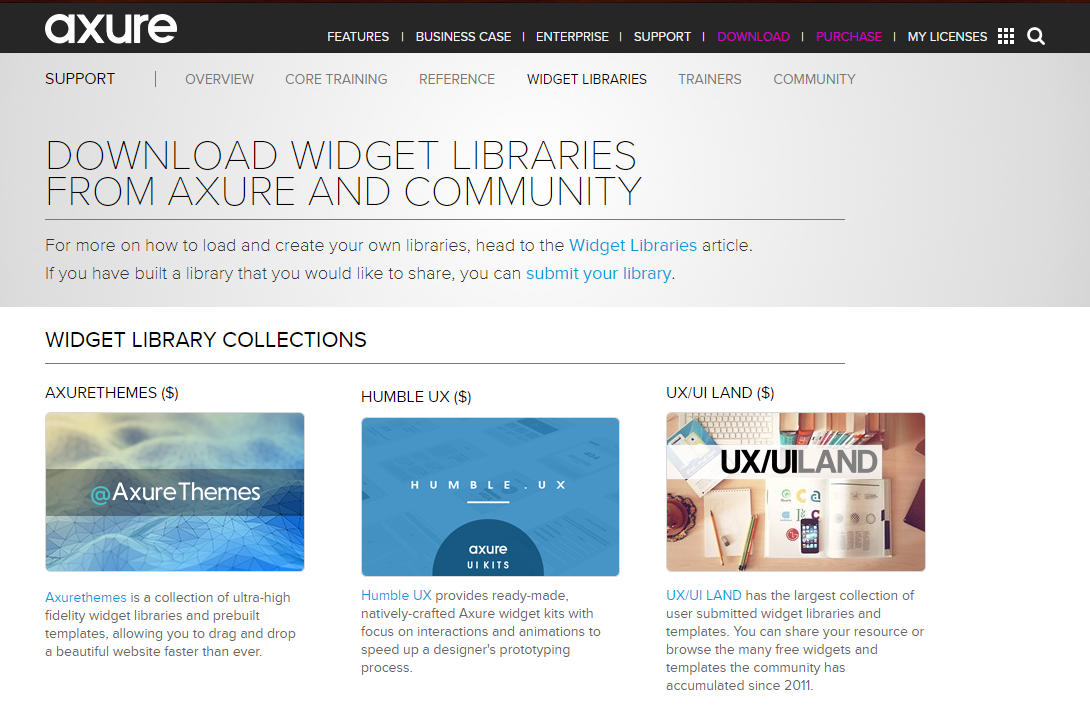 axure
FEATURES | BUSINESS CASE | ENTERPRISE | SUPPORT | DOWNLOAD | PURCHASE | MY LICENSES
SUPPORT | OVERVIEW CORE TRAINING REFERENCE WIDGET LIBRARIES TRAINERS COMMUNITY
DOWNLOAD WIDGET LIBRARIES
FROM AXURE AND COMMUNITY
For more on how to load and create your own libraries, head to the Widget Libraries article.
If you have built a library that you would like to share, you can submit your library.
WIDGET LIBRARY COLLECTIONS
AXURETHEMES ($)
@AxureThemes
Axurethemes is a collection of ultra-high
fidelity widget libraries and prebuilt
templates, allowing you to drag and drop
a beautiful website faster than ever.
HUMBLE UX ($)
HUMBLE.UX
axure
UI KITS
Humble UX provides ready-made,
natively-crafted Axure widget kits with
focus on interactions and animations to
speed up a designer's prototyping
process.
UX/UI LAND ($)
UX/UILAND
UX/UI LAND has the largest collection of
user submitted widget libraries and
templates. You can share your resource or
browse the many free widgets and
templates the community has
accumulated since 2011.